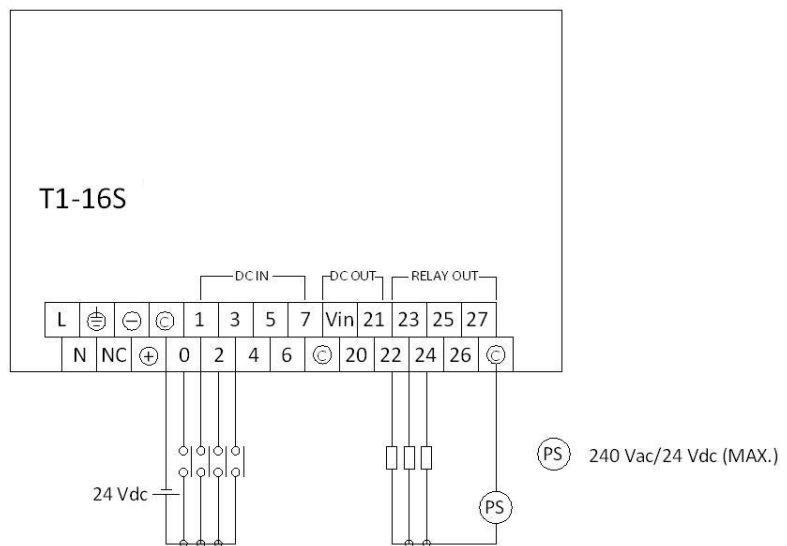 T1-16S
DC IN DC OUT RELAY OUT
L ⏚ ⊖ © 1 3 5 7 Vin 21 23 25 27
N NC ⊕ 0 2 4 6 © 20 22 24 26 ©
PS 240 Vac/24 Vdc (MAX.)
24 Vdc
PS